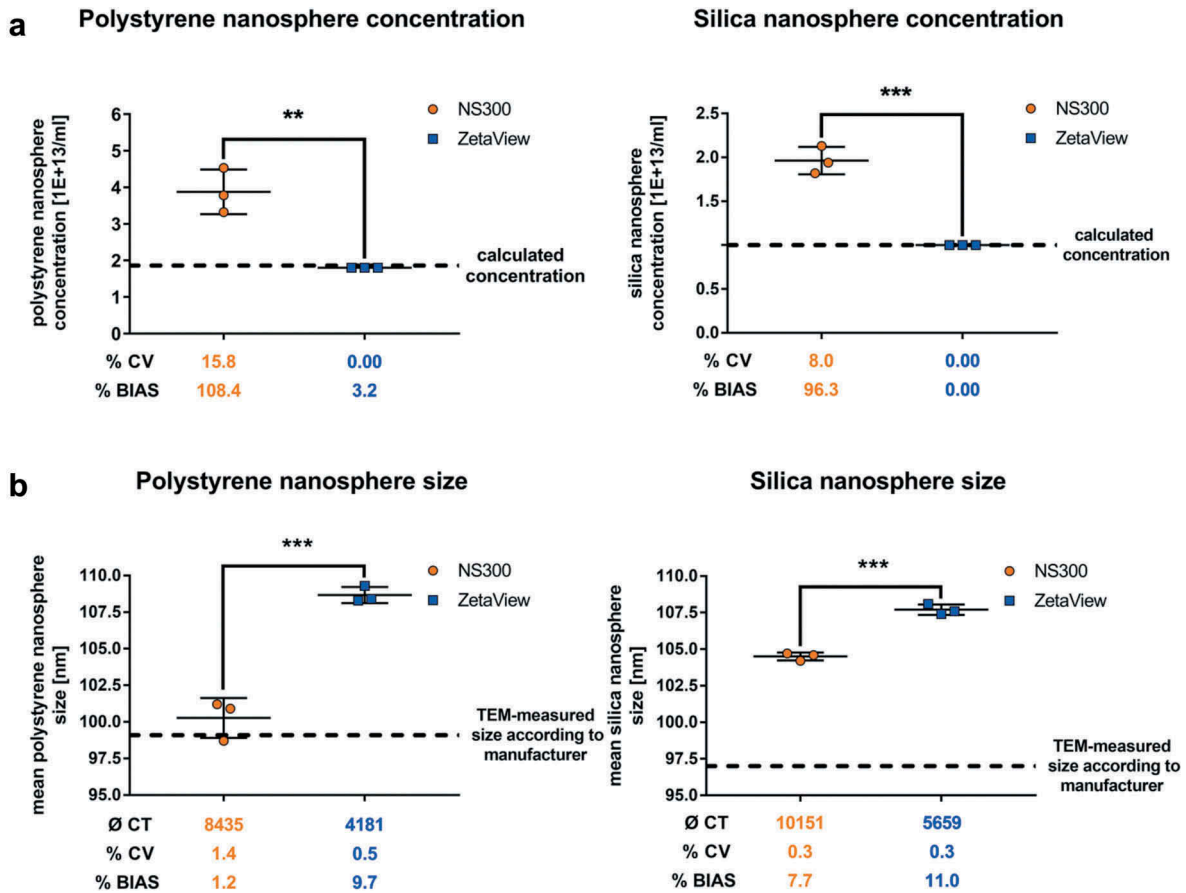 a
Polystyrene nanosphere concentration
polystyrene nanosphere
concentration [1E+13/ml]
6
5
4
3
2
1
0
**
NS300
ZetaView
calculated
concentration
% CV 15.8 0.00
% BIAS 108.4 3.2
Silica nanosphere concentration
silica nanosphere
concentration [1E+13/ml]
2.5
2.0
1.5
0.5
0.0
***
NS300
ZetaView
calculated
concentration
% CV 8.0 0.00
% BIAS 96.3 0.00
b
Polystyrene nanosphere size
mean polystyrene nanosphere
size [nm]
110.0
107.5
105.0
102.5
100.0
97.5
95.0
***
NS300
ZetaView
TEM-measured
size according to
manufacturer
Ø CT 8435 4181
% CV 1.4 0.5
% BIAS 1.2 9.7
Silica nanosphere size
mean silica nanosphere
size [nm]
110.0
107.5
105.0
102.5
100.0
97.5
95.0
***
NS300
ZetaView
TEM-measured
size according to
manufacturer
Ø CT 10151 5659
% CV 0.3 0.3
% BIAS 7.7 11.0